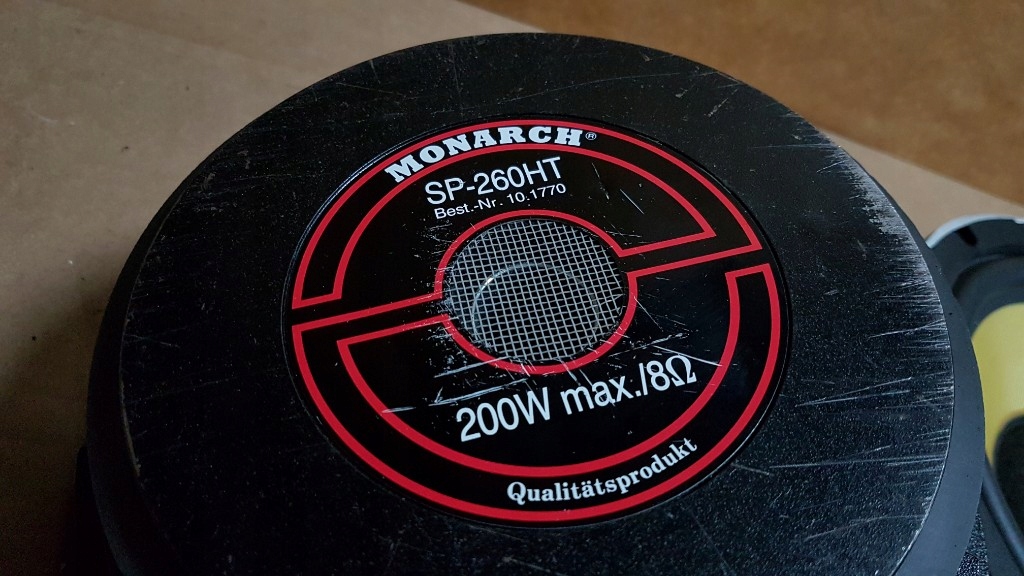 MONARCH®
SP-260HT
Best.-Nr. 10.1770
200W max./8Ω
Qualitätsprodukt